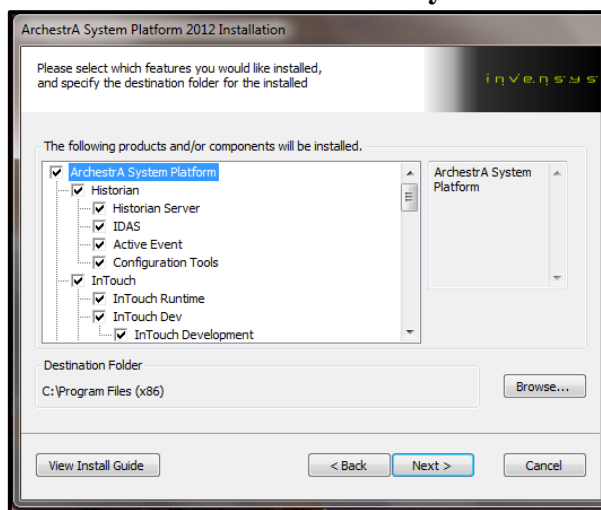 ArchestrA System Platform 2012 Installation
Please select which features you would like installed,
and specify the destination folder for the installed
invensys
The following products and/or components will be installed.
ArchestrA System Platform
Historian
Historian Server
IDAS
Active Event
Configuration Tools
InTouch
InTouch Runtime
InTouch Dev
InTouch Development
ArchestrA System
Platform
Destination Folder
C:\Program Files (x86)
Browse...
View Install Guide
< Back
Next >
Cancel